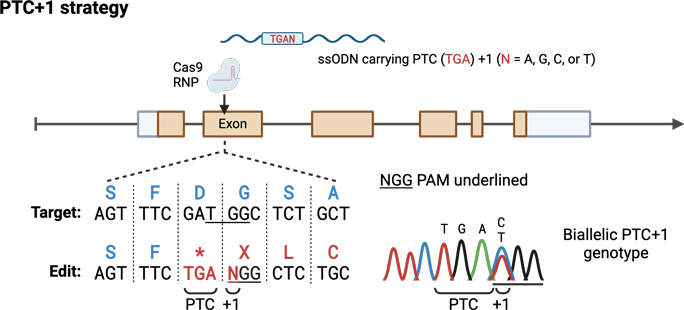 PTC+1 strategy
TGAN
ssODN carrying PTC (TGA) +1 (N = A, G, C, or T)
Cas9
RNP
Exon
S F D G S A
Target: AGT TTC GAT GGC TCT GCT
S F * X L C
Edit: AGT TTC TGA NGG CTC TGC
PTC +1
NGG PAM underlined
T G A C
T
Biallelic PTC+1
genotype
PTC +1